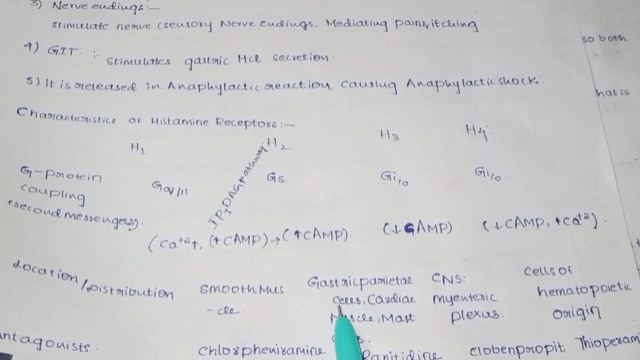 3) Nerve endings:-
stimulate nerve (sensory Nerve endings. Mediating pain, itching
4) GIT :- stimulates gastric Hcl secretion.
so both
5) It is released in Anaphylactic reaction causing Anaphylactic shock.
hat is
Characteristics of Histamine Receptors:-
H1 H2 H3 H4
G-protein coupling (second messengers). Gq/11 Gs Gi/o Gi/o
IP3 DAG Pathway
(Ca+2↑, (↑CAMP)→(↑CAMP). (↓CAMP) (↓CAMP, ↑Ca+2).
Location/Distribution smooth Mus-cle Gastric parietal cells, Cardiac Muscle, Mast CNS: myenteric plexus. cells of hematopoietic origin
antagonists chlorpheniramine Ranitidine clobenpropit Thioperam